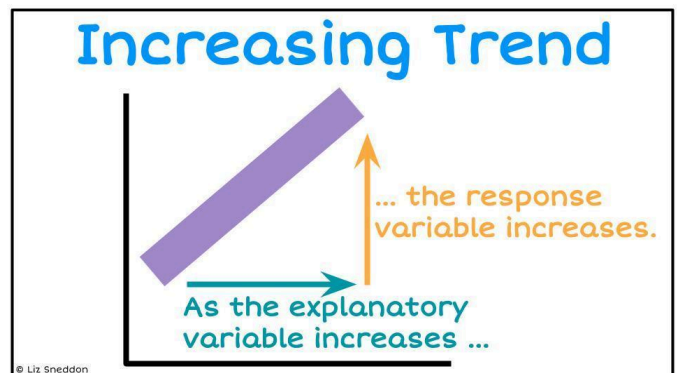 Increasing Trend
... the response
variable increases.
As the explanatory
variable increases ...
© Liz Sneddon